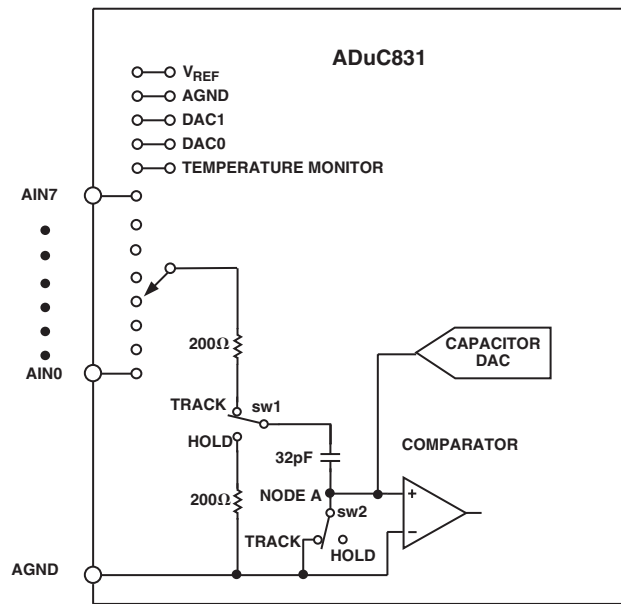 ADuC831
VREF
AGND
DAC1
DAC0
TEMPERATURE MONITOR
AIN7
AIN0
200Ω
CAPACITOR
DAC
TRACK
sw1
HOLD
COMPARATOR
32pF
200Ω
NODE A
+
sw2
−
TRACK
HOLD
AGND